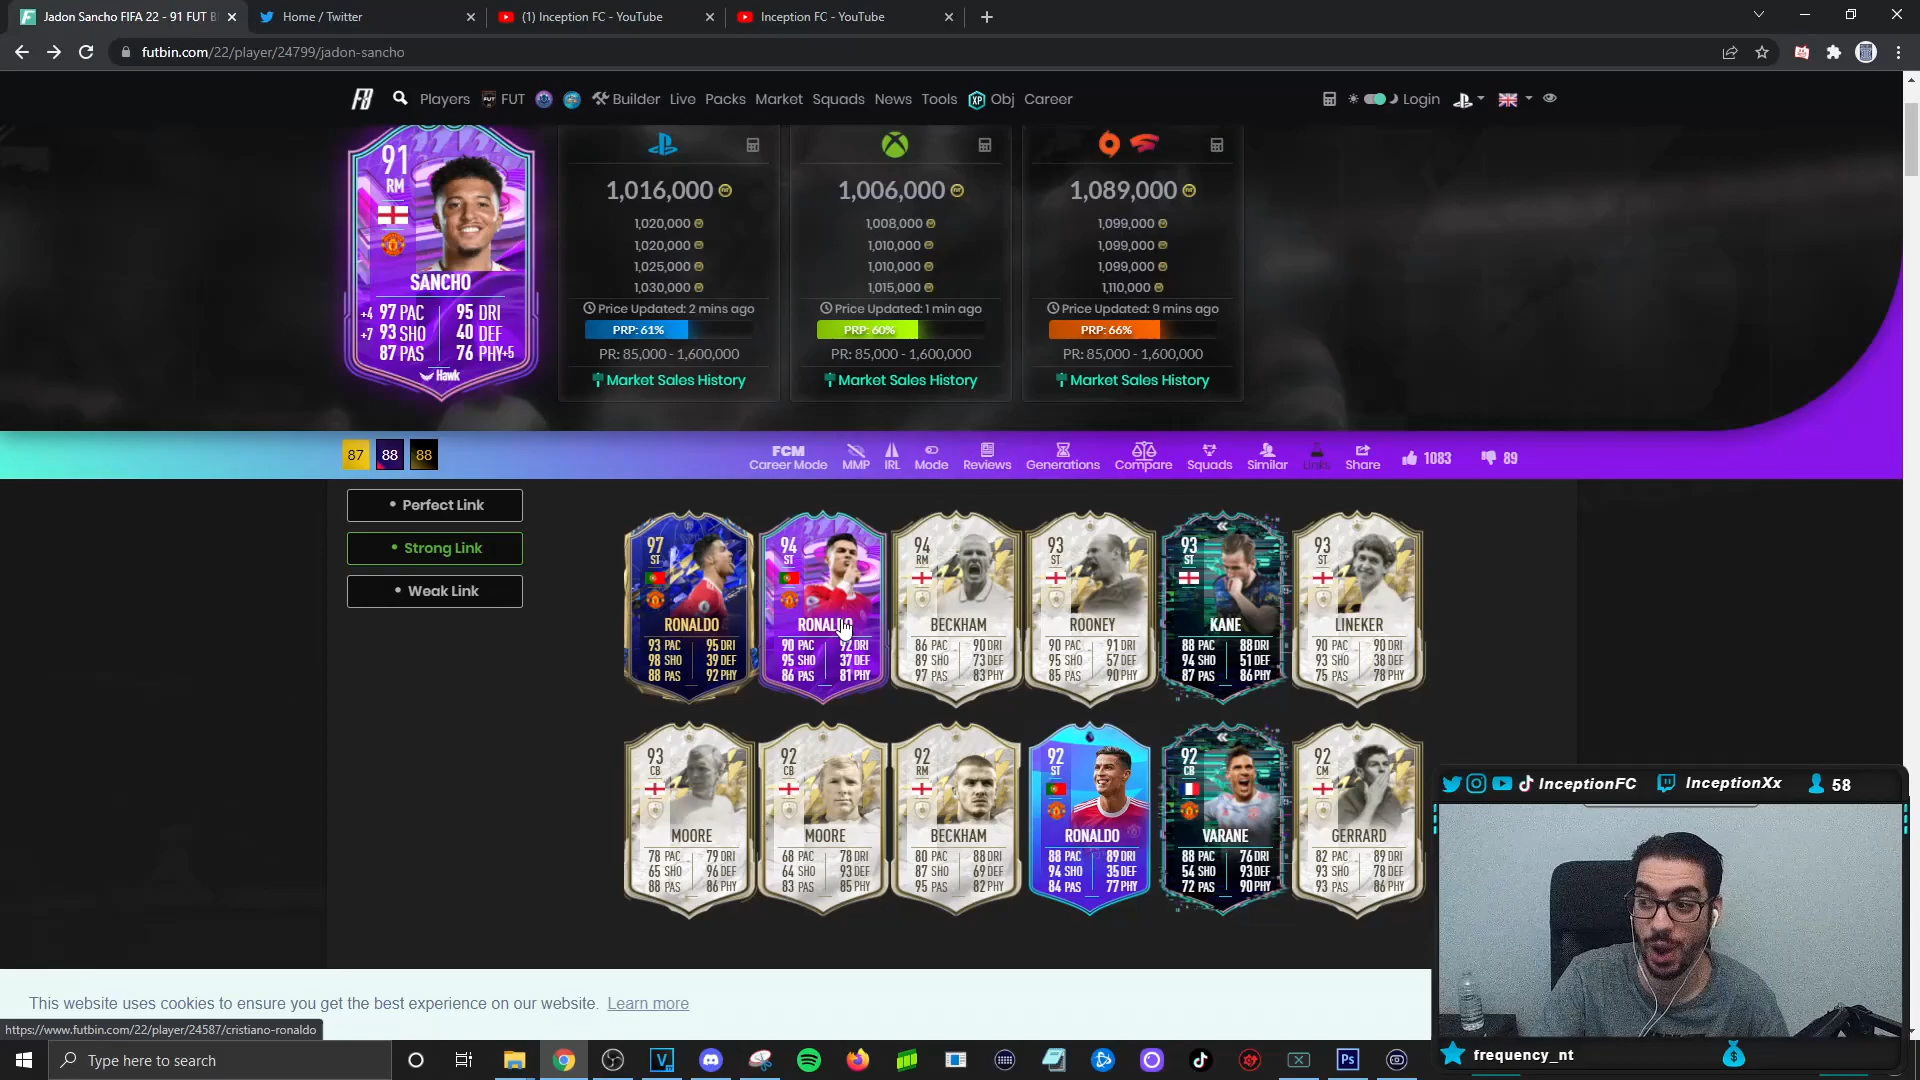 Jadon Sancho FIFA 22 - 91 FUT B
Home / Twitter
(1) Inception FC - YouTube
Inception FC - YouTube
futbin.com/22/player/24799/jadon-sancho
Players FUT Builder Live Packs Market Squads News Tools XP Obj Career
Login
91
RM
SANCHO
+4 97 PAC 95 DRI
+7 93 SHO 40 DEF
87 PAS 76 PHY+5
Hawk
1,016,000
1,020,000
1,020,000
1,025,000
1,030,000
Price Updated: 2 mins ago
PRP: 61%
PR: 85,000 - 1,600,000
Market Sales History
1,006,000
1,008,000
1,010,000
1,010,000
1,015,000
Price Updated: 1 min ago
PRP: 60%
PR: 85,000 - 1,600,000
Market Sales History
1,089,000
1,099,000
1,099,000
1,099,000
1,110,000
Price Updated: 9 mins ago
PRP: 66%
PR: 85,000 - 1,600,000
Market Sales History
87 88 88
FCM
Career Mode
MMP
IRL
Mode
Reviews
Generations
Compare
Squads
Similar
Links
Share
1083
89
• Perfect Link
• Strong Link
• Weak Link
97
ST
RONALDO
93 PAC 95 DRI
98 SHO 39 DEF
88 PAS 92 PHY
94
ST
90 PAC 92 DRI
95 SHO 37 DEF
86 PAS 81 PHY
94
RM
BECKHAM
86 PAC 90 DRI
89 SHO 73 DEF
97 PAS 83 PHY
93
ST
ROONEY
90 PAC 91 DRI
95 SHO 57 DEF
85 PAS 90 PHY
93
ST
KANE
88 PAC 88 DRI
94 SHO 51 DEF
87 PAS 86 PHY
93
ST
LINEKER
90 PAC 90 DRI
93 SHO 38 DEF
75 PAS 78 PHY
93
CB
MOORE
78 PAC 79 DRI
65 SHO 96 DEF
88 PAS 86 PHY
92
CB
MOORE
68 PAC 78 DRI
64 SHO 93 DEF
83 PAS 85 PHY
92
RM
BECKHAM
80 PAC 88 DRI
87 SHO 69 DEF
95 PAS 82 PHY
92
ST
RONALDO
88 PAC 89 DRI
94 SHO 35 DEF
84 PAS 77 PHY
92
CB
VARANE
88 PAC 76 DRI
54 SHO 93 DEF
72 PAS 90 PHY
92
CM
GERRARD
82 PAC 89 DRI
93 SHO 78 DEF
93 PAS 86 PHY
InceptionFC InceptionXx 58
frequency_nt
This website uses cookies to ensure you get the best experience on our website. Learn more
https://www.futbin.com/22/player/24587/cristiano-ronaldo
Type here to search
Ps